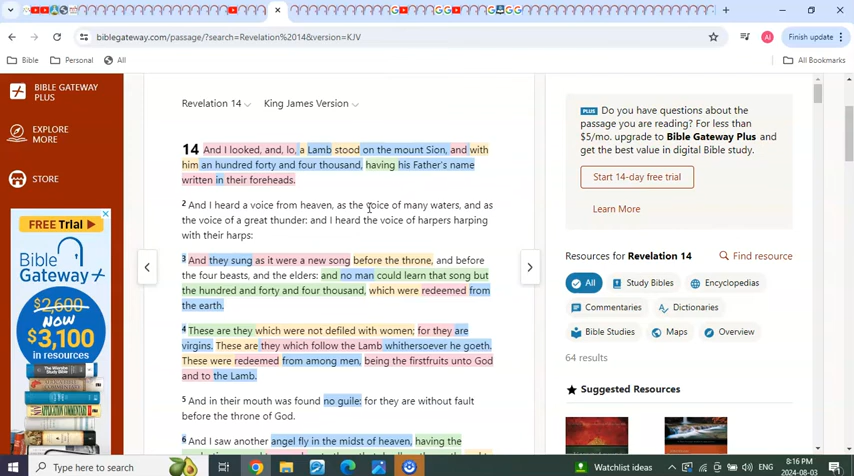 biblegateway.com/passage/?search=Revelation%2014&version=KJV
Finish update
Bible
Personal
All
All Bookmarks
BIBLE GATEWAY
PLUS
EXPLORE
MORE
STORE
FREE Trial
Bible
Gateway+
$2,600
NOW
$3,100
in resources
Revelation 14
King James Version
14 And I looked, and, lo, a Lamb stood on the mount Sion, and with
him an hundred forty and four thousand, having his Father's name
written in their foreheads.
2 And I heard a voice from heaven, as the voice of many waters, and as
the voice of a great thunder: and I heard the voice of harpers harping
with their harps:
3 And they sung as it were a new song before the throne, and before
the four beasts, and the elders: and no man could learn that song but
the hundred and forty and four thousand, which were redeemed from
the earth.
4 These are they which were not defiled with women; for they are
virgins. These are they which follow the Lamb whithersoever he goeth.
These were redeemed from among men, being the firstfruits unto God
and to the Lamb.
5 And in their mouth was found no guile: for they are without fault
before the throne of God.
6 And I saw another angel fly in the midst of heaven, having the
PLUS Do you have questions about the
passage you are reading? For less than
$5/mo. upgrade to Bible Gateway Plus and
get the best value in digital Bible study.
Start 14-day free trial
Learn More
Resources for Revelation 14
Find resource
All
Study Bibles
Encyclopedias
Commentaries
Dictionaries
Bible Studies
Maps
Overview
64 results
Suggested Resources
Type here to search
Watchlist ideas
ENG
8:16 PM
2024-08-03